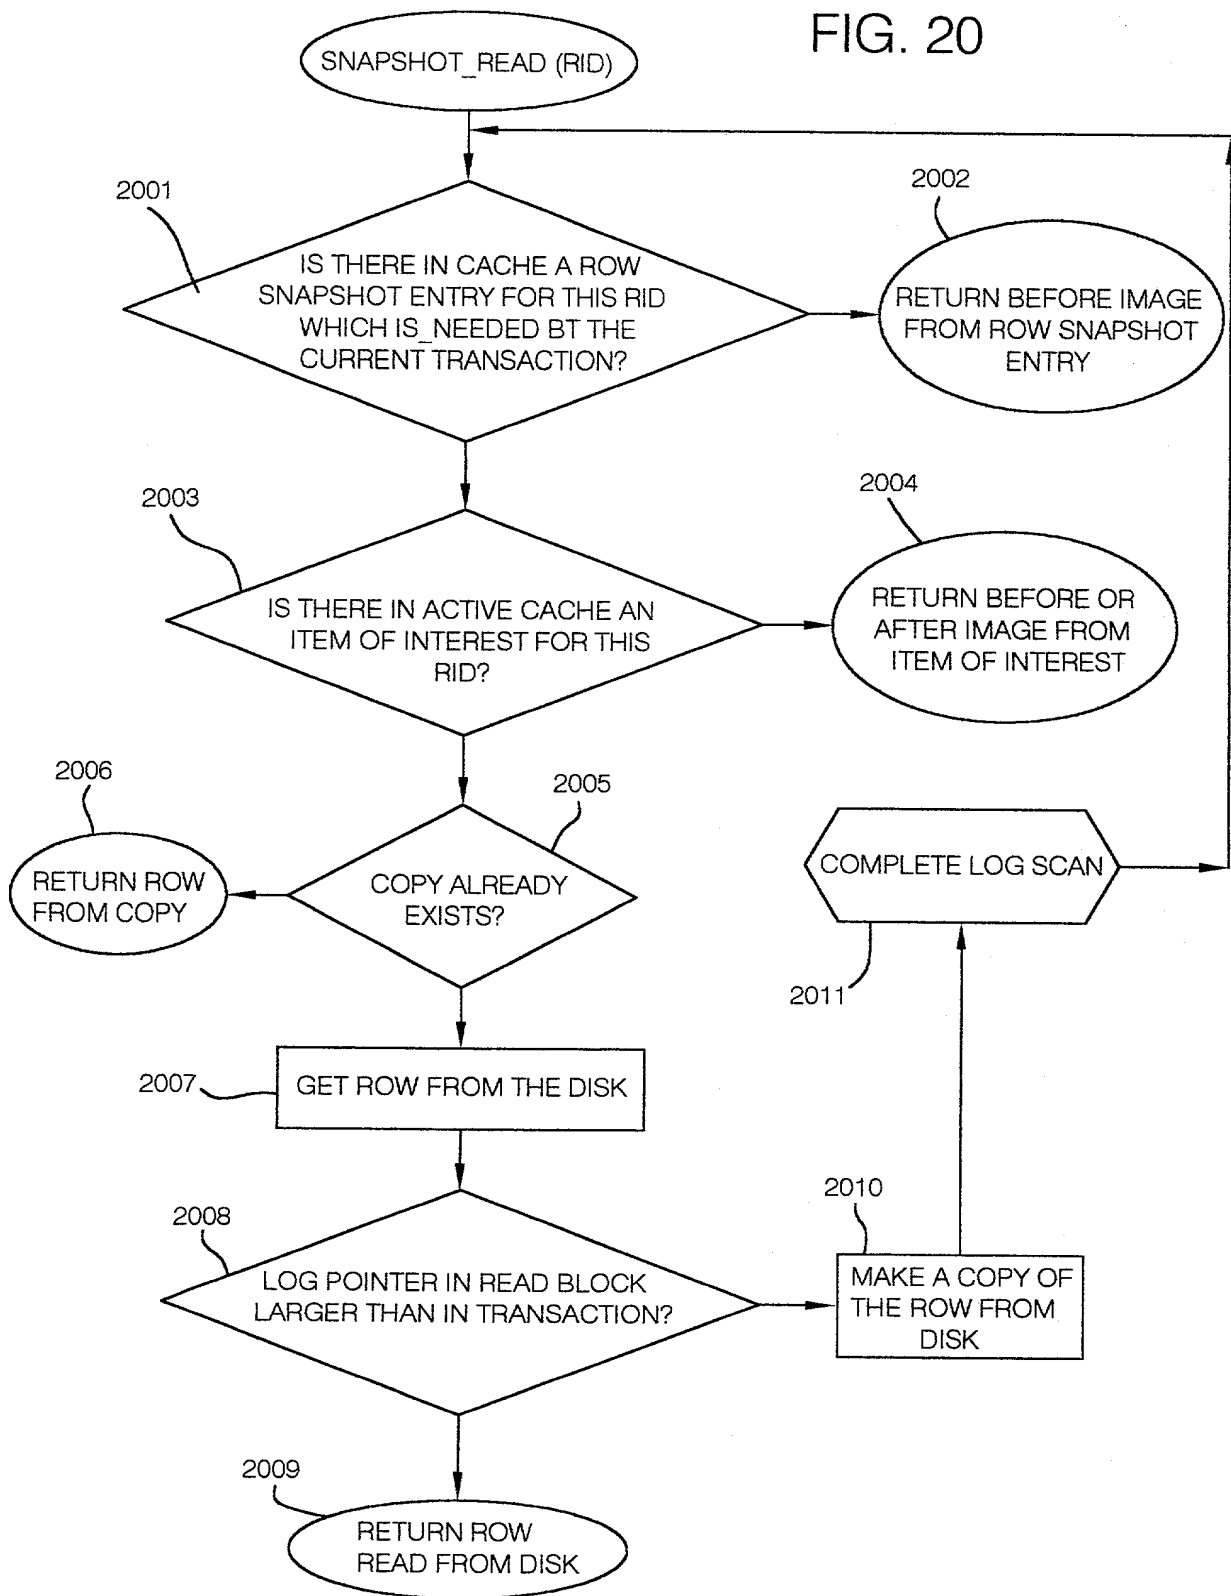 FIG. 20
SNAPSHOT_READ (RID)
2001
IS THERE IN CACHE A ROW
SNAPSHOT ENTRY FOR THIS RID
WHICH IS_NEEDED BT THE
CURRENT TRANSACTION?
2002
RETURN BEFORE IMAGE
FROM ROW SNAPSHOT
ENTRY
2003
IS THERE IN ACTIVE CACHE AN
ITEM OF INTEREST FOR THIS
RID?
2004
RETURN BEFORE OR
AFTER IMAGE FROM
ITEM OF INTEREST
2005
COPY ALREADY
EXISTS?
2006
RETURN ROW
FROM COPY
2007
GET ROW FROM THE DISK
2008
LOG POINTER IN READ BLOCK
LARGER THAN IN TRANSACTION?
2009
RETURN ROW
READ FROM DISK
2010
MAKE A COPY OF
THE ROW FROM
DISK
COMPLETE LOG SCAN
2011